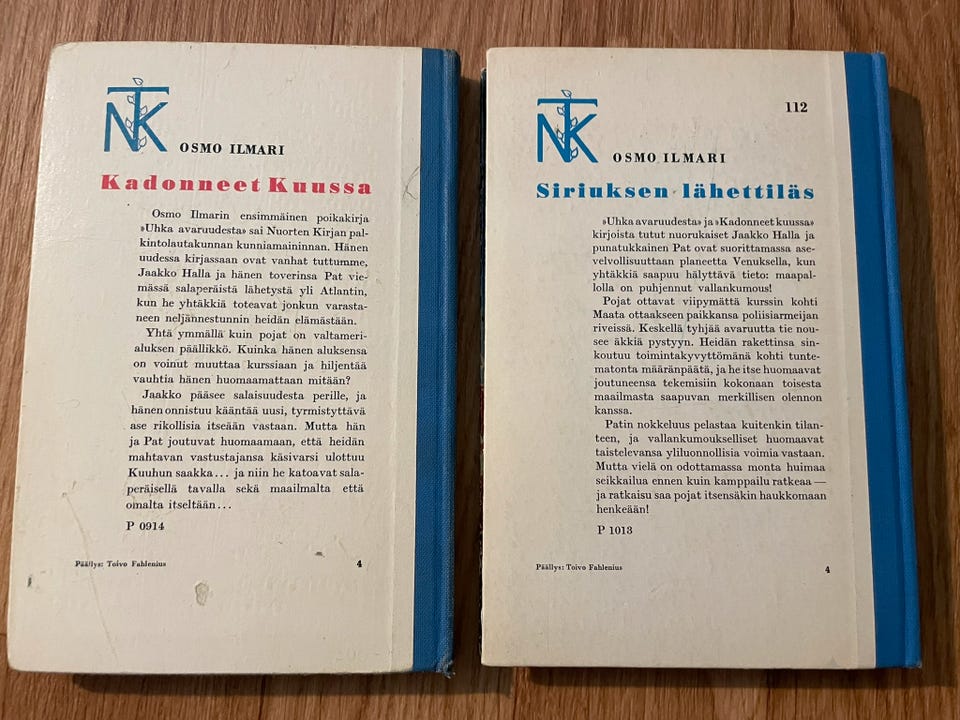 NTK
OSMO ILMARI
Kadonneet Kuussa
Osmo Ilmarin ensimmäinen poikakirja
»Uhka avaruudesta» sai Nuorten Kirjan pal-
kintolautakunnan kunniamaininnan. Hänen
uudessa kirjassaan ovat vanhat tuttumme,
Jaakko Halla ja hänen toverinsa Pat vie-
mässä salaperäistä lähetystä yli Atlantin,
kun he yhtäkkiä toteavat jonkun varasta-
neen neljännestunnin heidän elämästään.
Yhtä ymmällä kuin pojat on valtameri-
aluksen päällikkö. Kuinka hänen aluksensa
on voinut muuttaa kurssiaan ja hiljentää
vauhtia hänen huomaamattaan mitään?
Jaakko pääsee salaisuudesta perille, ja
hänen onnistuu kääntää uusi, tyrmistyttävä
ase rikollisia itseään vastaan. Mutta hän
ja Pat joutuvat huomaamaan, että heidän
mahtavan vastustajansa käsivarsi ulottuu
Kuuhun saakka... ja niin he katoavat sala-
peräisellä tavalla sekä maailmalta että
omalta itseltään...
P 0914
Päällys: Toivo Fahlenius 4
NTK
112
OSMO ILMARI
Siriuksen lähettiläs
»Uhka avaruudesta» ja »Kadonneet kuussa»
kirjoista tutut nuorukaiset Jaakko Halla ja
punatukkainen Pat ovat suorittamassa ase-
velvollisuuttaan planeetta Venuksella, kun
yhtäkkiä saapuu hälyttävä tieto: maapal-
lolla on puhjennut vallankumous!
Pojat ottavat viipymättä kurssin kohti
Maata ottaakseen paikkansa poliisiarmeijan
riveissä. Keskellä tyhjää avaruutta tie nou-
see äkkiä pystyyn. Heidän rakettinsa sin-
koutuu toimintakyvyttömänä kohti tunte-
matonta määränpäätä, ja he itse huomaavat
joutuneensa tekemisiin kokonaan toisesta
maailmasta saapuvan merkillisen olennon
kanssa.
Patin nokkeluus pelastaa kuitenkin tilan-
teen, ja vallankumoukselliset huomaavat
taistelevansa yliluonnollisia voimia vastaan.
Mutta vielä on odottamassa monta huimaa
seikkailua ennen kuin kamppailu ratkeaa —
ja ratkaisu saa pojat itsensäkin haukkomaan
henkeään!
P 1013
Päällys: Toivo Fahlenius 4